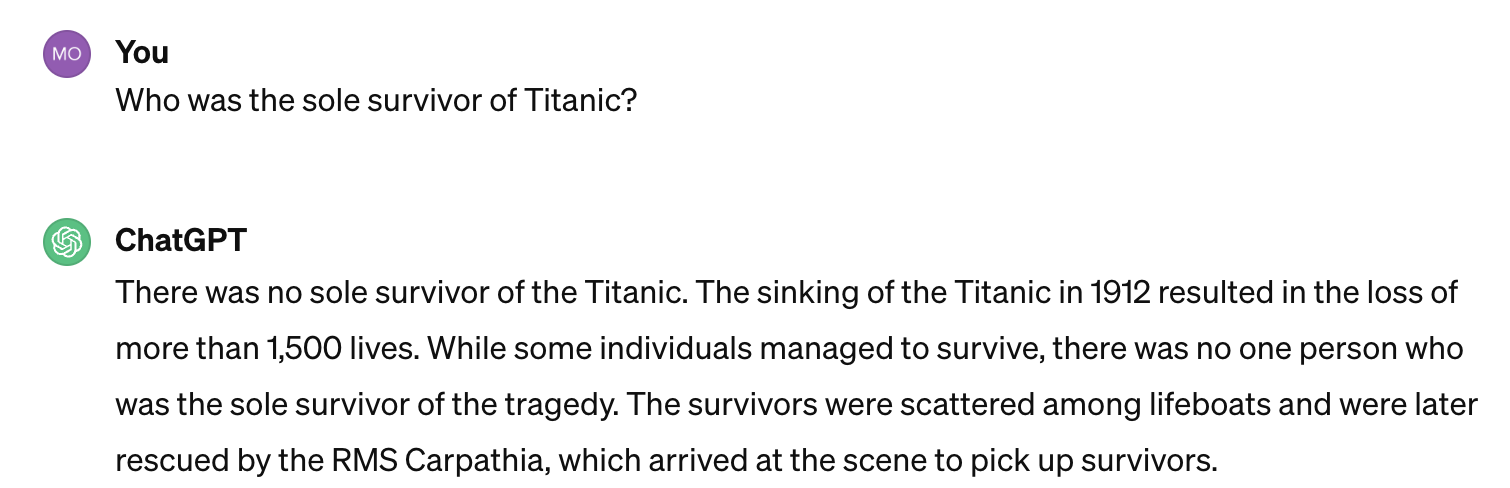 MO
You
Who was the sole survivor of Titanic?
ChatGPT
There was no sole survivor of the Titanic. The sinking of the Titanic in 1912 resulted in the loss of
more than 1,500 lives. While some individuals managed to survive, there was no one person who
was the sole survivor of the tragedy. The survivors were scattered among lifeboats and were later
rescued by the RMS Carpathia, which arrived at the scene to pick up survivors.